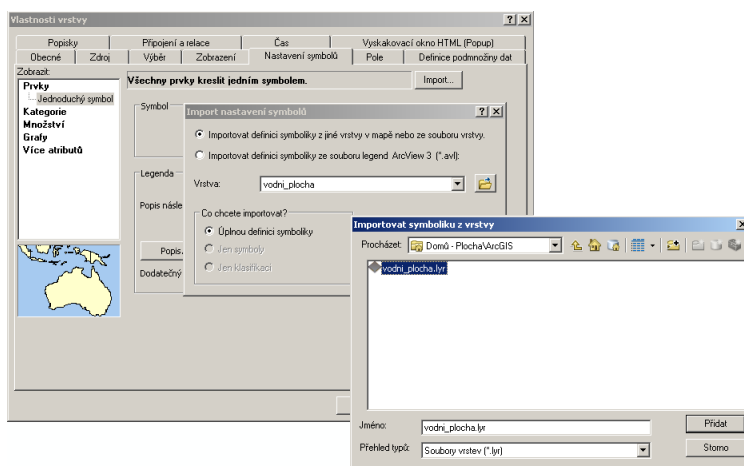 Vlastnosti vrstvy
Popisky Připojení a relace Čas Vyskakovací okno HTML (Popup)
Obecné Zdroj Výběr Zobrazení Nastavení symbolů Pole Definice podmnožiny dat
Zobrazit:
Prvky
Jednoduchý symbol
Kategorie
Množství
Grafy
Více atributů
Všechny prvky kreslit jedním symbolem.
Import...
Symbol
Legenda
Popis násle
Popis.
Dodatečný
Import nastavení symbolů
Importovat definici symboliky z jiné vrstvy v mapě nebo ze souboru vrstvy.
Importovat definici symboliky ze souboru legend ArcView 3 (*.avl):
Vrstva: vodni_plocha
Co chcete importovat?
Úplnou definici symboliky
Jen symboly
Jen klasifikaci
Importovat symboliku z vrstvy
Procházet: Domů - Plocha\ArcGIS
vodni_plocha.lyr
Jméno: vodni_plocha.lyr Přidat
Přehled typů: Soubory vrstev (*.lyr) Storno